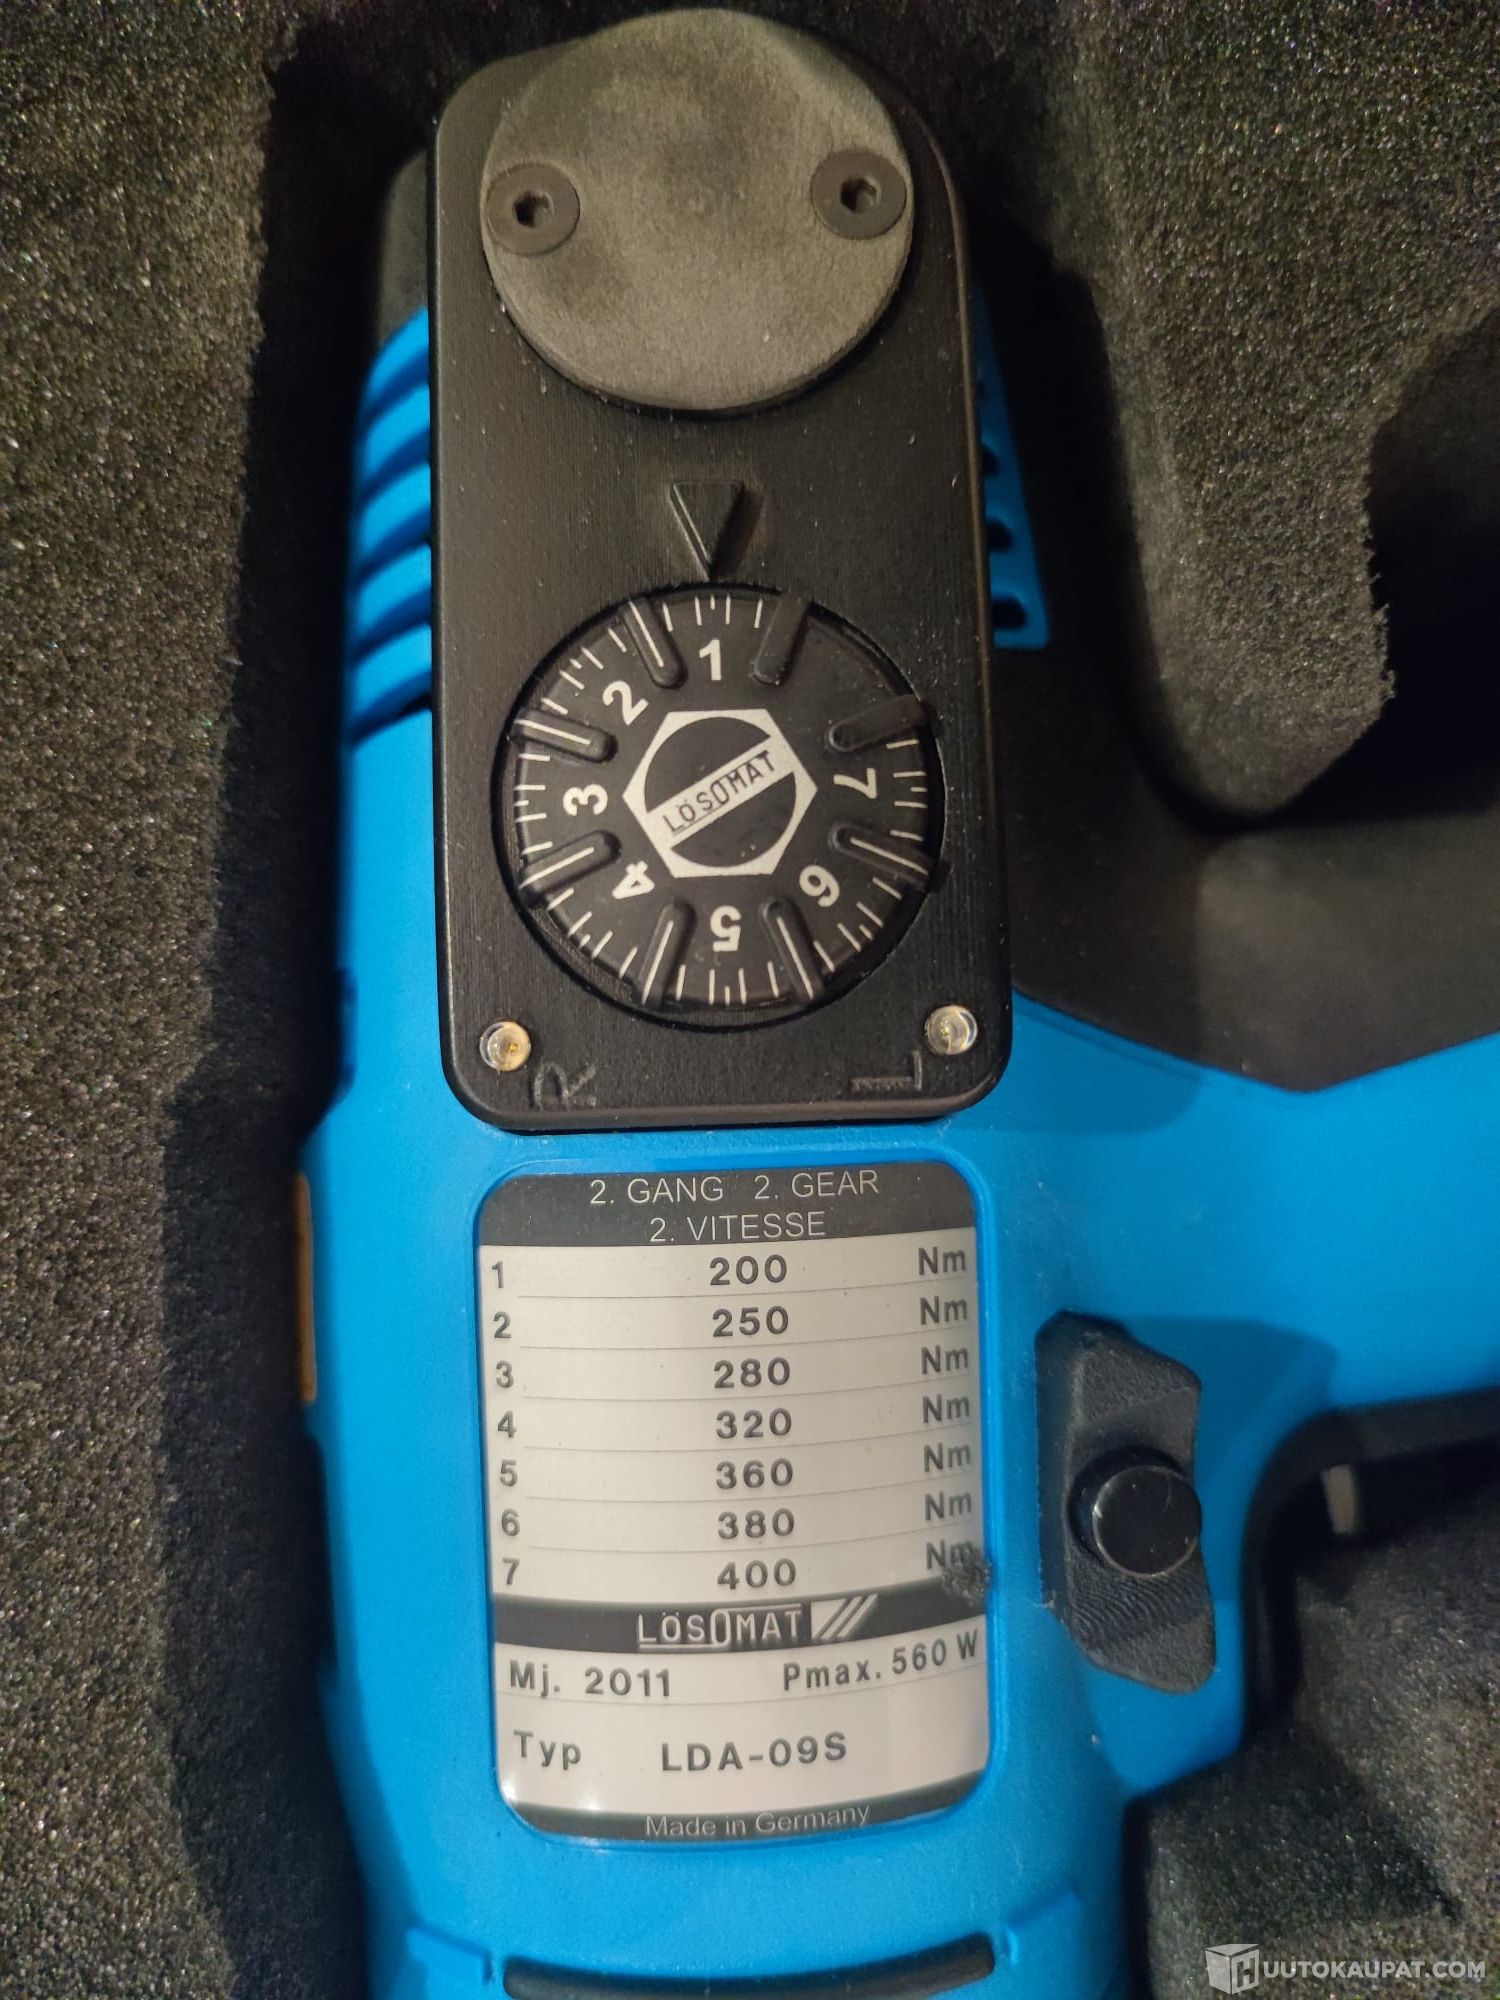 1
2
3
4
5
6
7
LÖSOMAT
R L
2. GANG 2. GEAR
2. VITESSE
1 200 Nm
2 250 Nm
3 280 Nm
4 320 Nm
5 360 Nm
6 380 Nm
7 400 Nm
LÖSOMAT
Mj. 2011 Pmax. 560 W
Typ LDA-09S
Made in Germany
HUUTOKAUPAT.COM